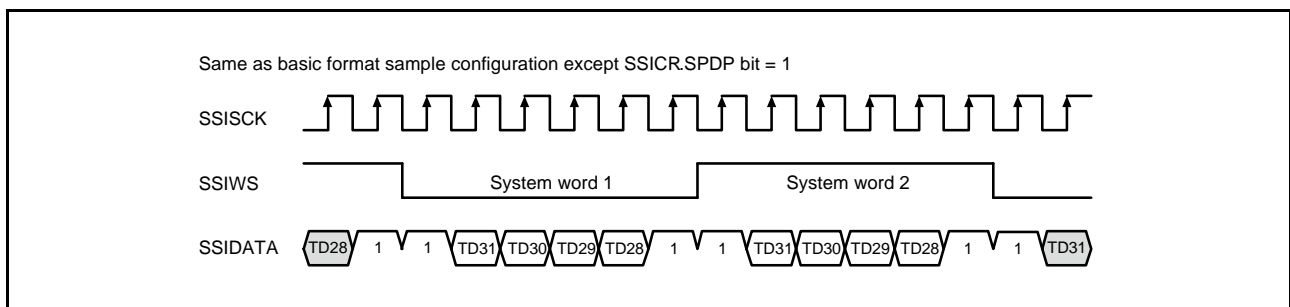 Same as basic format sample configuration except SSICR.SPDP bit = 1
SSISCK
SSIWS System word 1 System word 2
SSIDATA TD28 1 1 TD31 TD30 TD29 TD28 1 1 TD31 TD30 TD29 TD28 1 1 TD31